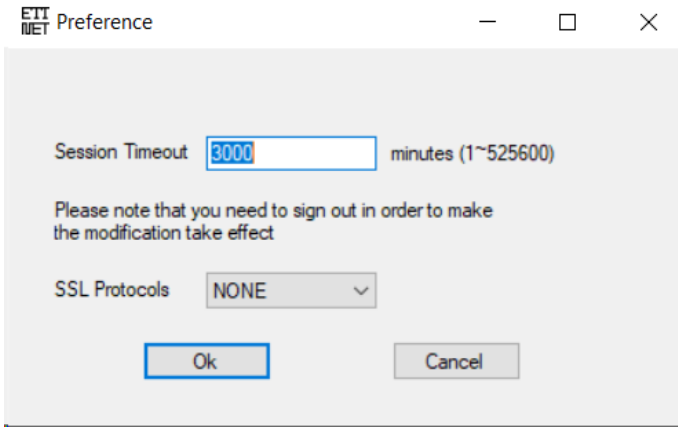 ETI
NET
Preference
Session Timeout 3000 minutes (1~525600)
Please note that you need to sign out in order to make
the modification take effect
SSL Protocols NONE
Ok Cancel